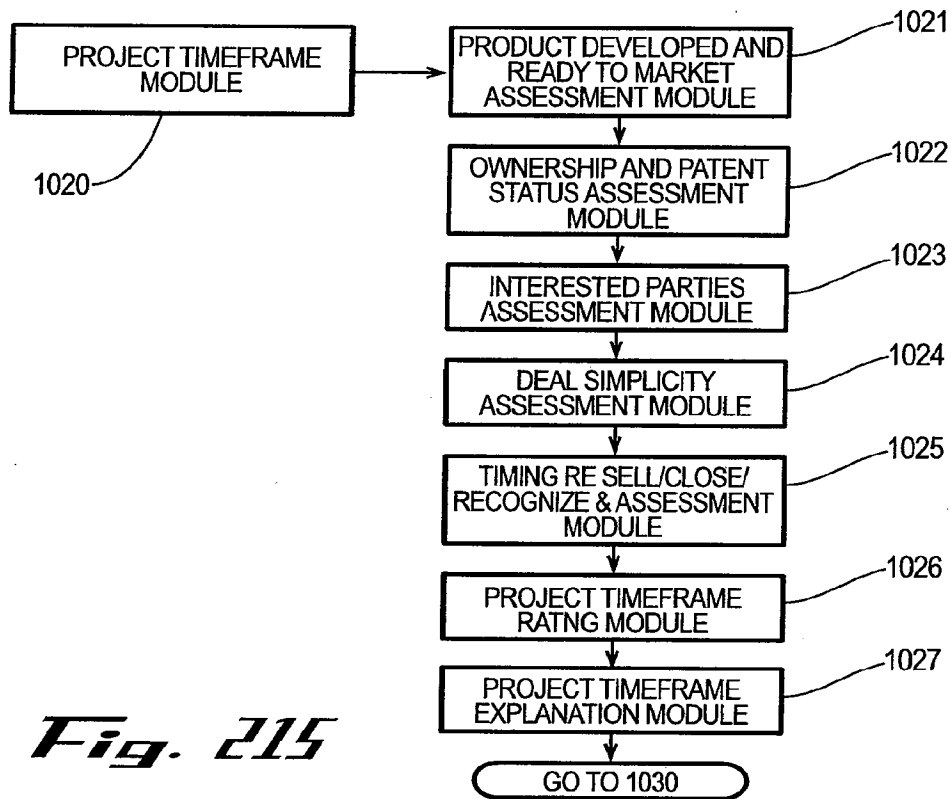 PROJECT TIMEFRAME
MODULE
1020
PRODUCT DEVELOPED AND
READY TO MARKET
ASSESSMENT MODULE
1021
OWNERSHIP AND PATENT
STATUS ASSESSMENT
MODULE
1022
INTERESTED PARTIES
ASSESSMENT MODULE
1023
DEAL SIMPLICITY
ASSESSMENT MODULE
1024
TIMING RE SELL/CLOSE/
RECOGNIZE & ASSESSMENT
MODULE
1025
PROJECT TIMEFRAME
RATNG MODULE
1026
PROJECT TIMEFRAME
EXPLANATION MODULE
1027
GO TO 1030
Fig. 215